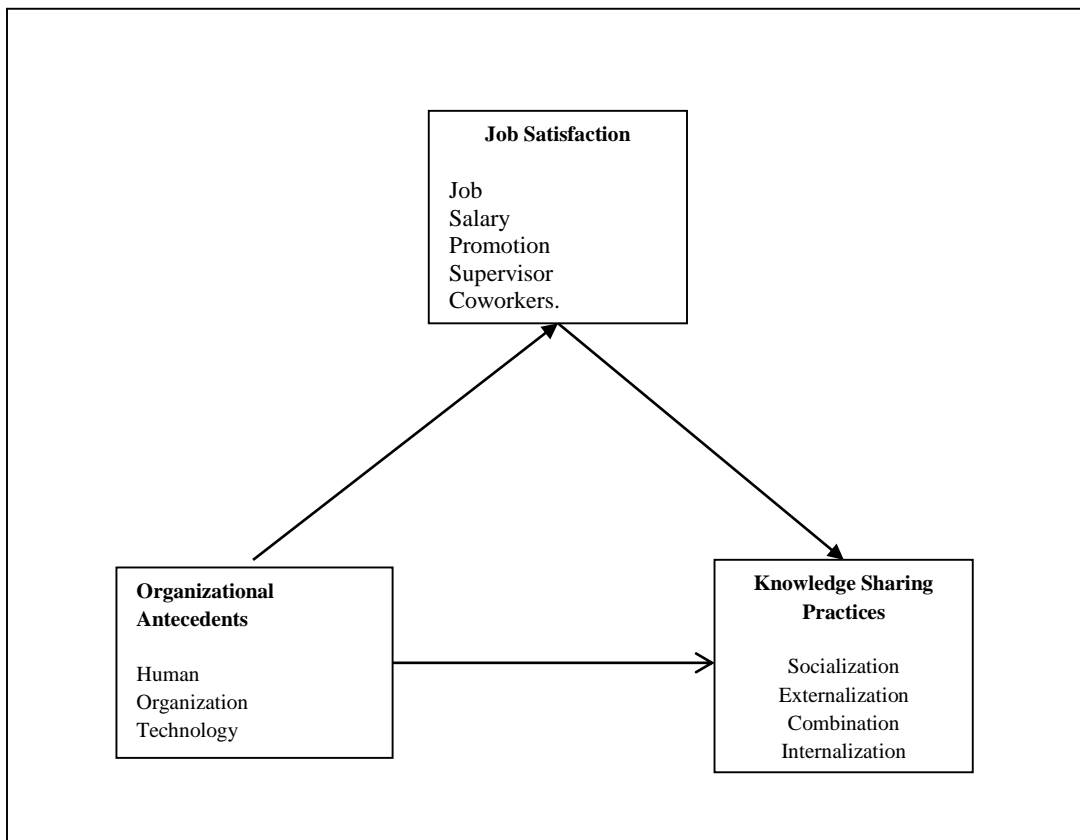 Job Satisfaction
Job
Salary
Promotion
Supervisor
Coworkers.
Organizational
Antecedents
Human
Organization
Technology
Knowledge Sharing
Practices
Socialization
Externalization
Combination
Internalization